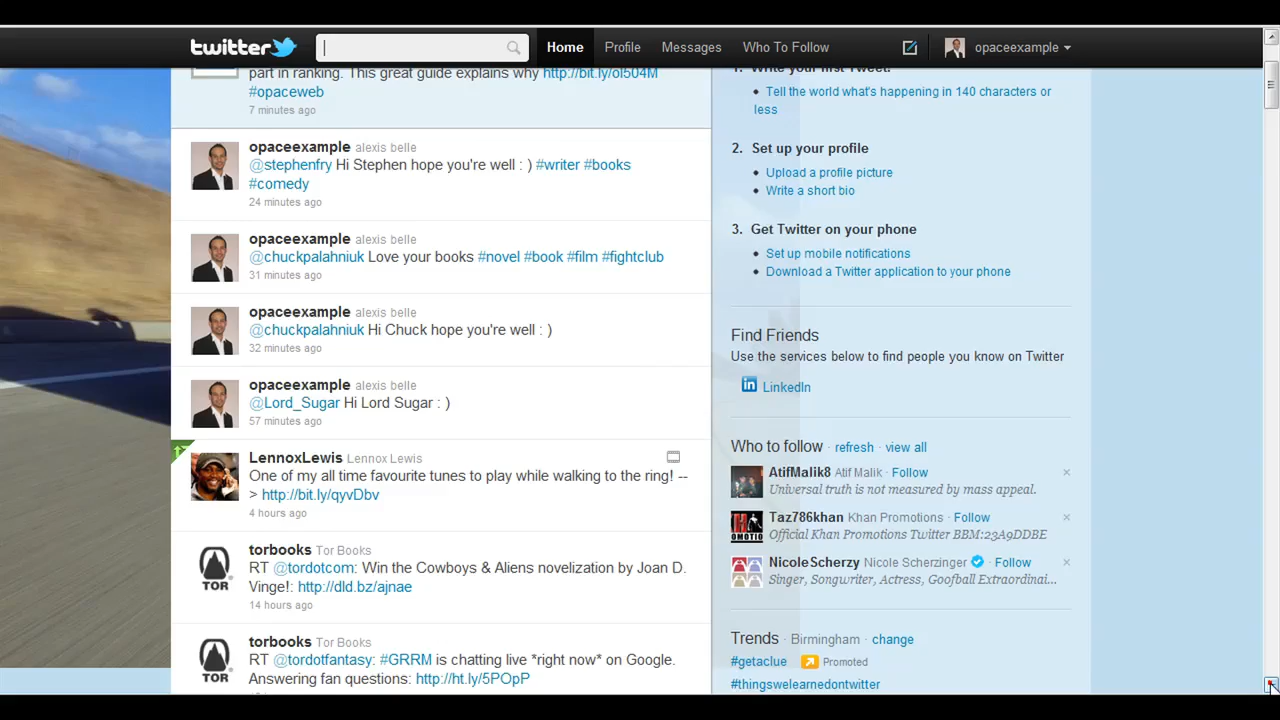 twitter
Home Profile Messages Who To Follow opaceexample
part in ranking. This great guide explains why http://bit.ly/ol504M
#opaceweb
7 minutes ago
opaceexample alexis belle
@stephenfry Hi Stephen hope you're well : ) #writer #books
#comedy
24 minutes ago
opaceexample alexis belle
@chuckpalahniuk Love your books #novel #book #film #fightclub
31 minutes ago
opaceexample alexis belle
@chuckpalahniuk Hi Chuck hope you're well : )
32 minutes ago
opaceexample alexis belle
@Lord_Sugar Hi Lord Sugar : )
57 minutes ago
LennoxLewis Lennox Lewis
One of my all time favourite tunes to play while walking to the ring! --
> http://bit.ly/qyvDbv
4 hours ago
TOR
torbooks Tor Books
RT @tordotcom: Win the Cowboys & Aliens novelization by Joan D.
Vinge!: http://dld.bz/ajnae
14 hours ago
TOR
torbooks Tor Books
RT @tordotfantasy: #GRRM is chatting live *right now* on Google.
Answering fan questions: http://ht.ly/5POpP
1. Write your first Tweet!
Tell the world what's happening in 140 characters or
less
2. Set up your profile
Upload a profile picture
Write a short bio
3. Get Twitter on your phone
Set up mobile notifications
Download a Twitter application to your phone
Find Friends
Use the services below to find people you know on Twitter
in LinkedIn
Who to follow · refresh · view all
AtifMalik8 Atif Malik · Follow
Universal truth is not measured by mass appeal.
Taz786khan Khan Promotions · Follow
Official Khan Promotions Twitter BBM:23A9DDBE
NicoleScherzy Nicole Scherzinger · Follow
Singer, Songwriter, Actress, Goofball Extraordinai...
Trends · Birmingham · change
#getaclue Promoted
#thingswelearnedontwitter